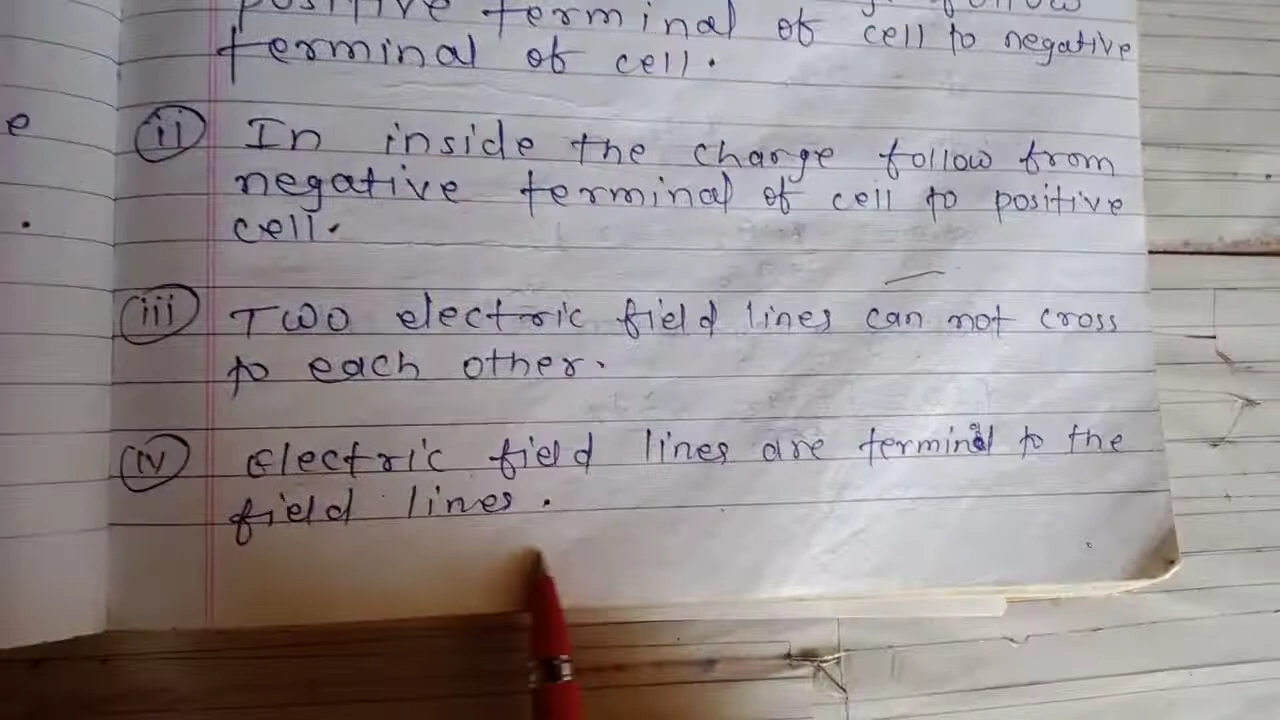 positive terminal of cell to negative
terminal of cell.
e
(ii) In inside the charge follow from
negative terminal of cell to positive
cell.
(iii) Two electric field lines can not cross
to each other.
(iv) Electric field lines are terminal to the
field lines.